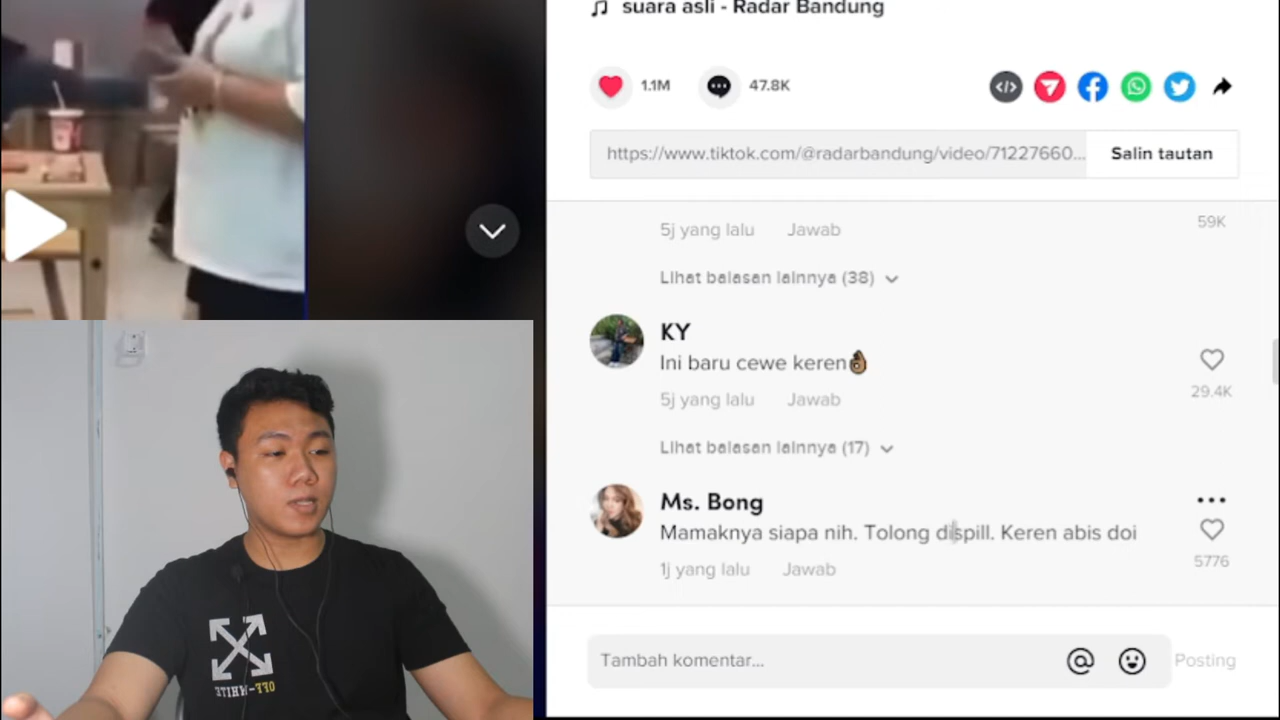 suara asli - Radar Bandung
1.1M
47.8K
https://www.tiktok.com/@radarbandung/video/71227660...
Salin tautan
5j yang lalu Jawab
59K
Lihat balasan lainnya (38)
KY
Ini baru cewe keren👌🏾
29.4K
5j yang lalu Jawab
Lihat balasan lainnya (17)
Ms. Bong
Mamaknya siapa nih. Tolong dispill. Keren abis doi
1j yang lalu Jawab
5776
Tambah komentar...
Posting
OFF-WHITE